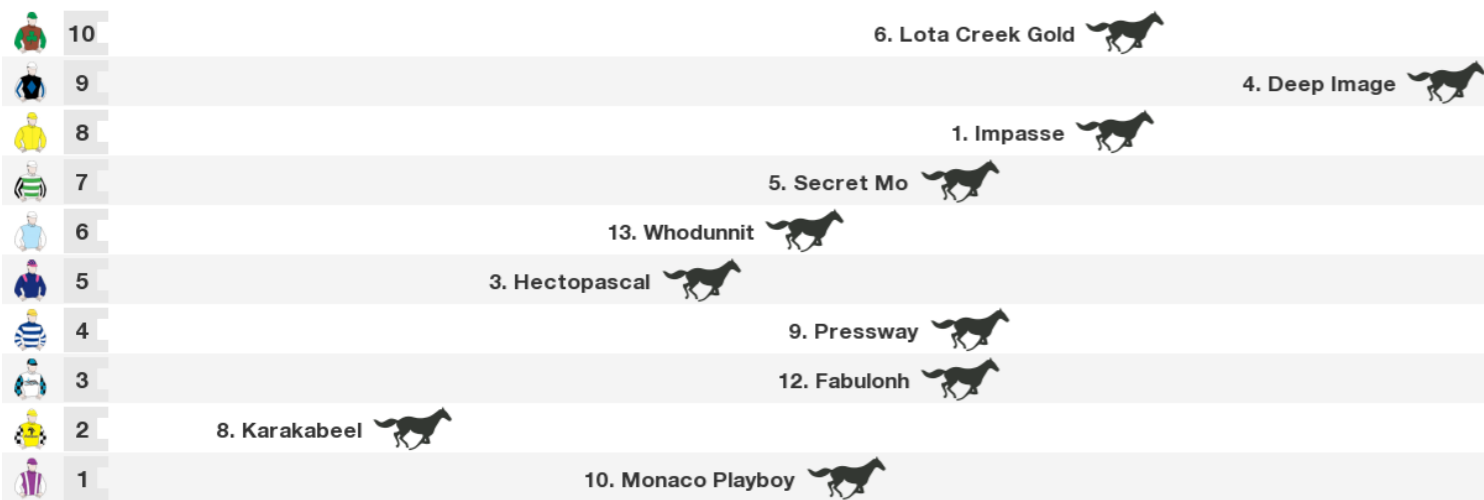 10 6. Lota Creek Gold
9 4. Deep Image
8 1. Impasse
7 5. Secret Mo
6 13. Whodunnit
5 3. Hectopascal
4 9. Pressway
3 12. Fabulonh
2 8. Karakabeel
1 10. Monaco Playboy